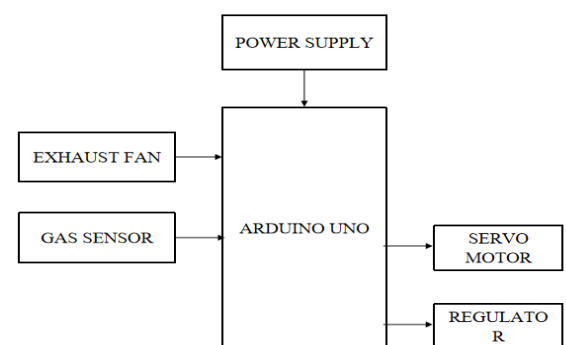 POWER SUPPLY
EXHAUST FAN
GAS SENSOR
ARDUINO UNO
SERVO
MOTOR
REGULATO
R